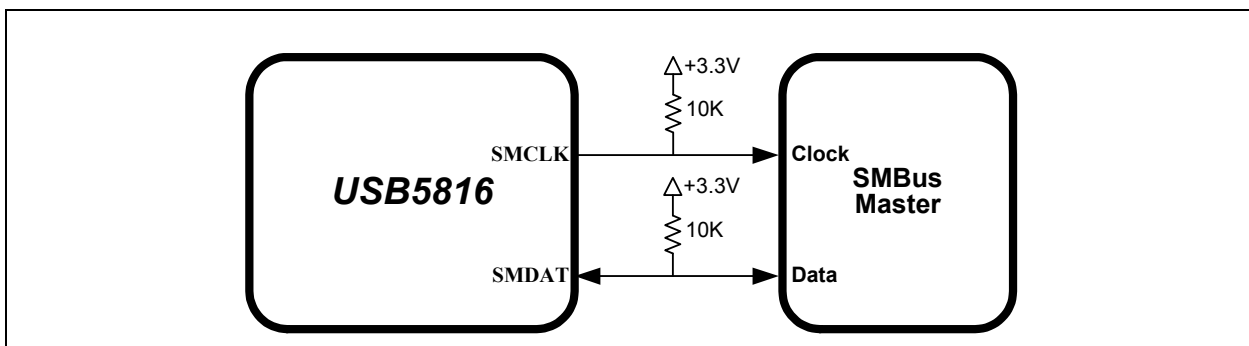 +3.3V
10K
SMCLK
Clock
USB5816
SMBus
Master
+3.3V
10K
SMDAT
Data